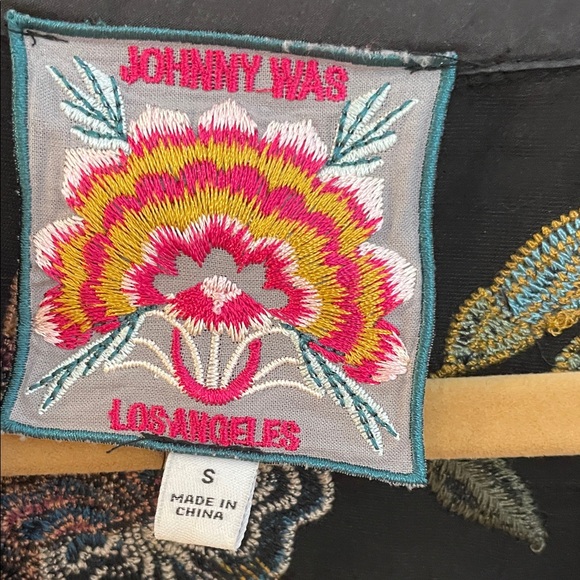 JOHNNY WAS
LOS ANGELES
S
MADE IN
CHINA